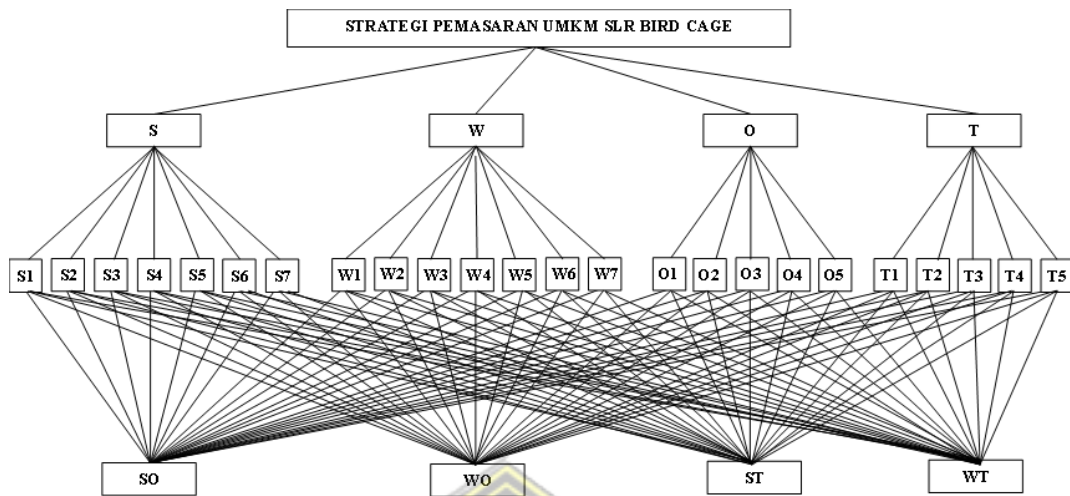 STRATEGI PEMASARAN UMKM SLR BIRD CAGE
S W O T
S1 S2 S3 S4 S5 S6 S7 W1 W2 W3 W4 W5 W6 W7 O1 O2 O3 O4 O5 T1 T2 T3 T4 T5
SO WO ST WT